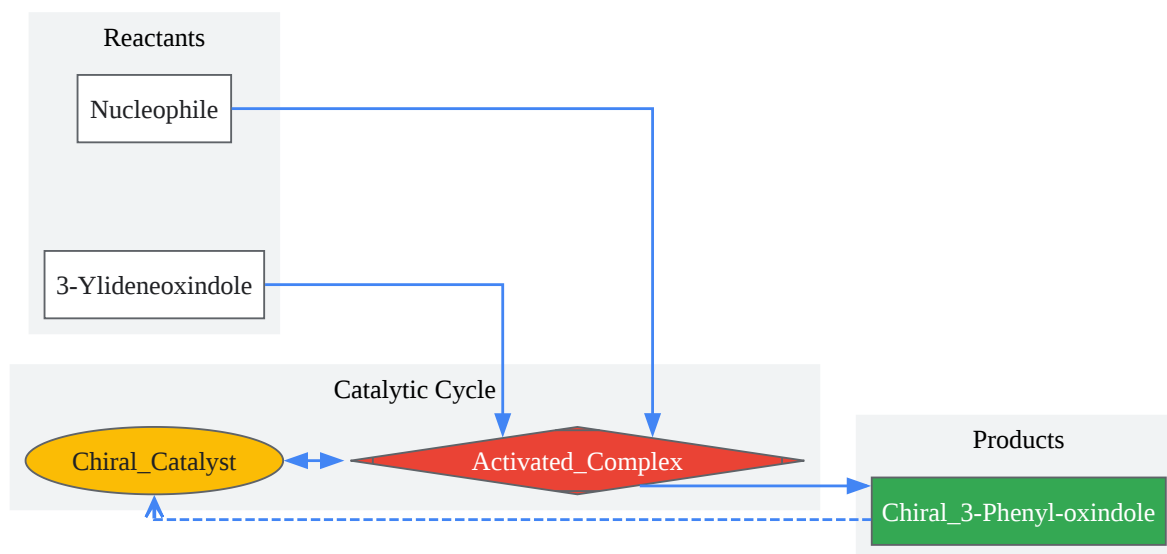 Reactants
Nucleophile
3-Ylideneoxindole
Catalytic Cycle
Chiral_Catalyst
Activated_Complex
Products
Chiral_3-Phenyl-oxindole